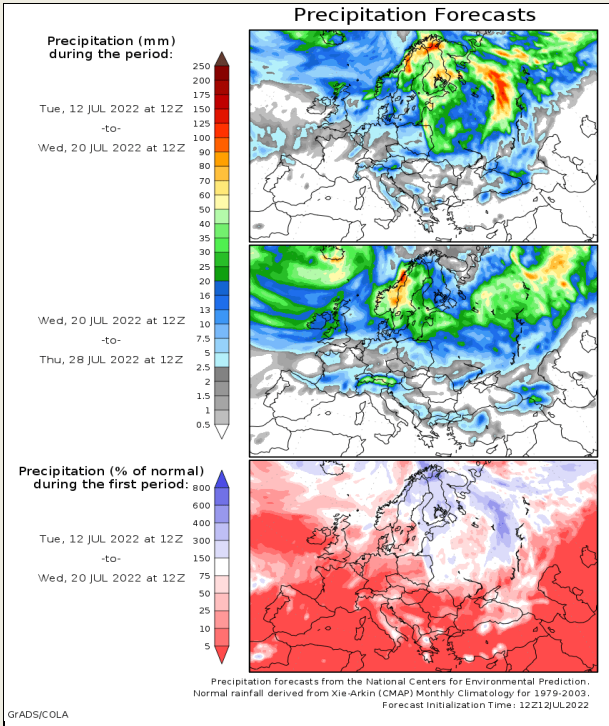 Precipitation Forecasts
Precipitation (mm)
during the period:
Tue, 12 JUL 2022 at 12Z
-to-
Wed, 20 JUL 2022 at 12Z
250
200
175
150
125
100
90
80
70
60
50
40
35
30
25
20
16
13
10
7.5
5
2.5
2
1.5
1
0.5
Wed, 20 JUL 2022 at 12Z
-to-
Thu, 28 JUL 2022 at 12Z
Precipitation (% of normal)
during the first period:
Tue, 12 JUL 2022 at 12Z
-to-
Wed, 20 JUL 2022 at 12Z
800
600
400
300
150
75
50
25
10
5
Precipitation forecasts from the National Centers for Environmental Prediction.
Normal rainfall derived from Xie-Arkin (CMAP) Monthly Climatology for 1979-2003.
Forecast Initialization Time: 12Z12JUL2022
GrADS/COLA